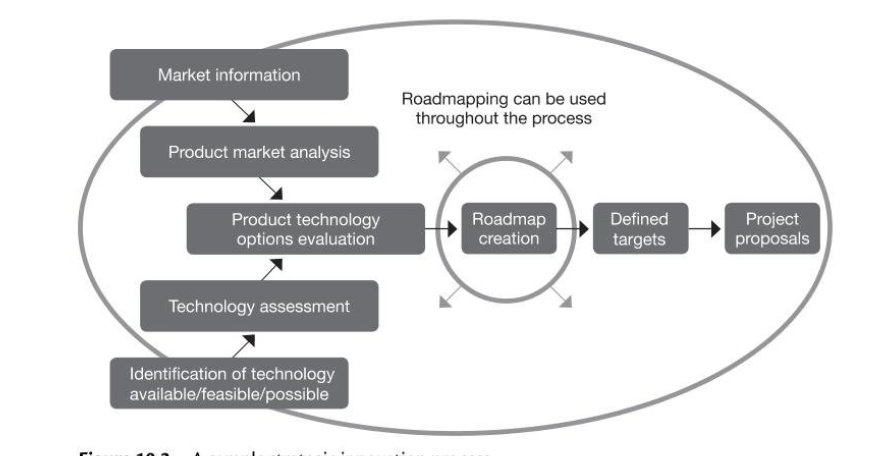 Market information
Roadmapping can be used
throughout the process
Product market analysis
Product technology
options evaluation
Roadmap
creation
Defined
targets
Project
proposals
Technology assessment
Identification of technology
available/feasible/possible